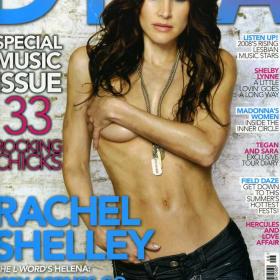 DIVA
SPECIAL
MUSIC
ISSUE
33
ROCKING
CHICKS
RACHEL
SHELLEY
THE L WORD'S HELENA:
LISTEN UP!
2008'S RISING
LESBIAN
MUSIC STARS
SHELBY
LYNNE
A LITTLE
LOVIN' GOES
A LONG WAY
MADONNA'S
WOMEN
INSIDE THE
INNER CIRCLE
TEGAN
AND SARA
EXCLUSIVE
TOUR DIARY
FIELD DAZE
GET DOWN
TO THIS
SUMMER'S
HOTTEST
FESTS
HERCULES
AND LOVE
AFFAIR